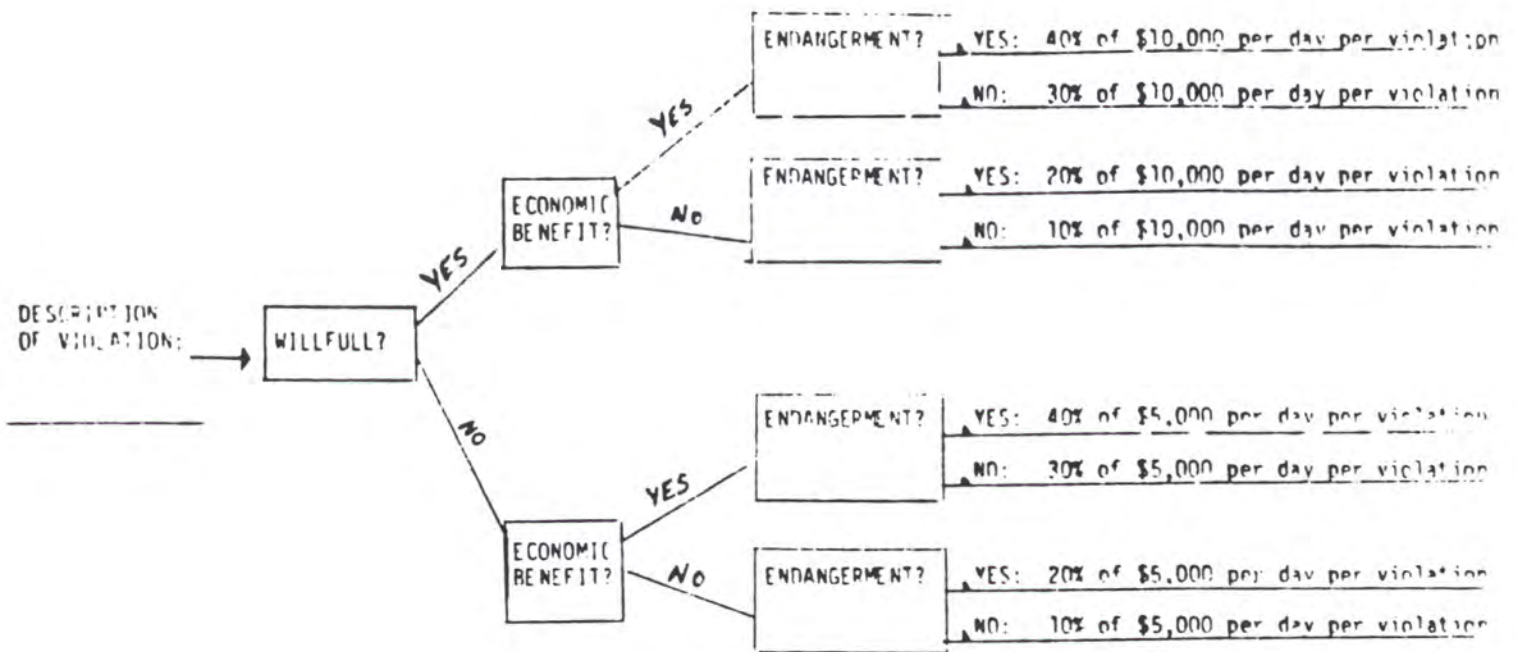 ENDANGERMENT?
YES: 40% of $10,000 per day per violation
NO: 30% of $10,000 per day per violation
YES
ENDANGERMENT?
YES: 20% of $10,000 per day per violation
NO: 10% of $10,000 per day per violation
ECONOMIC
BENEFIT?
NO
YES
DESCRIPTION
OF VIOLATION:
WILLFULL?
NO
ENDANGERMENT?
YES: 40% of $5,000 per day per violation
NO: 30% of $5,000 per day per violation
YES
ECONOMIC
BENEFIT?
NO
ENDANGERMENT?
YES: 20% of $5,000 per day per violation
NO: 10% of $5,000 per day per violation